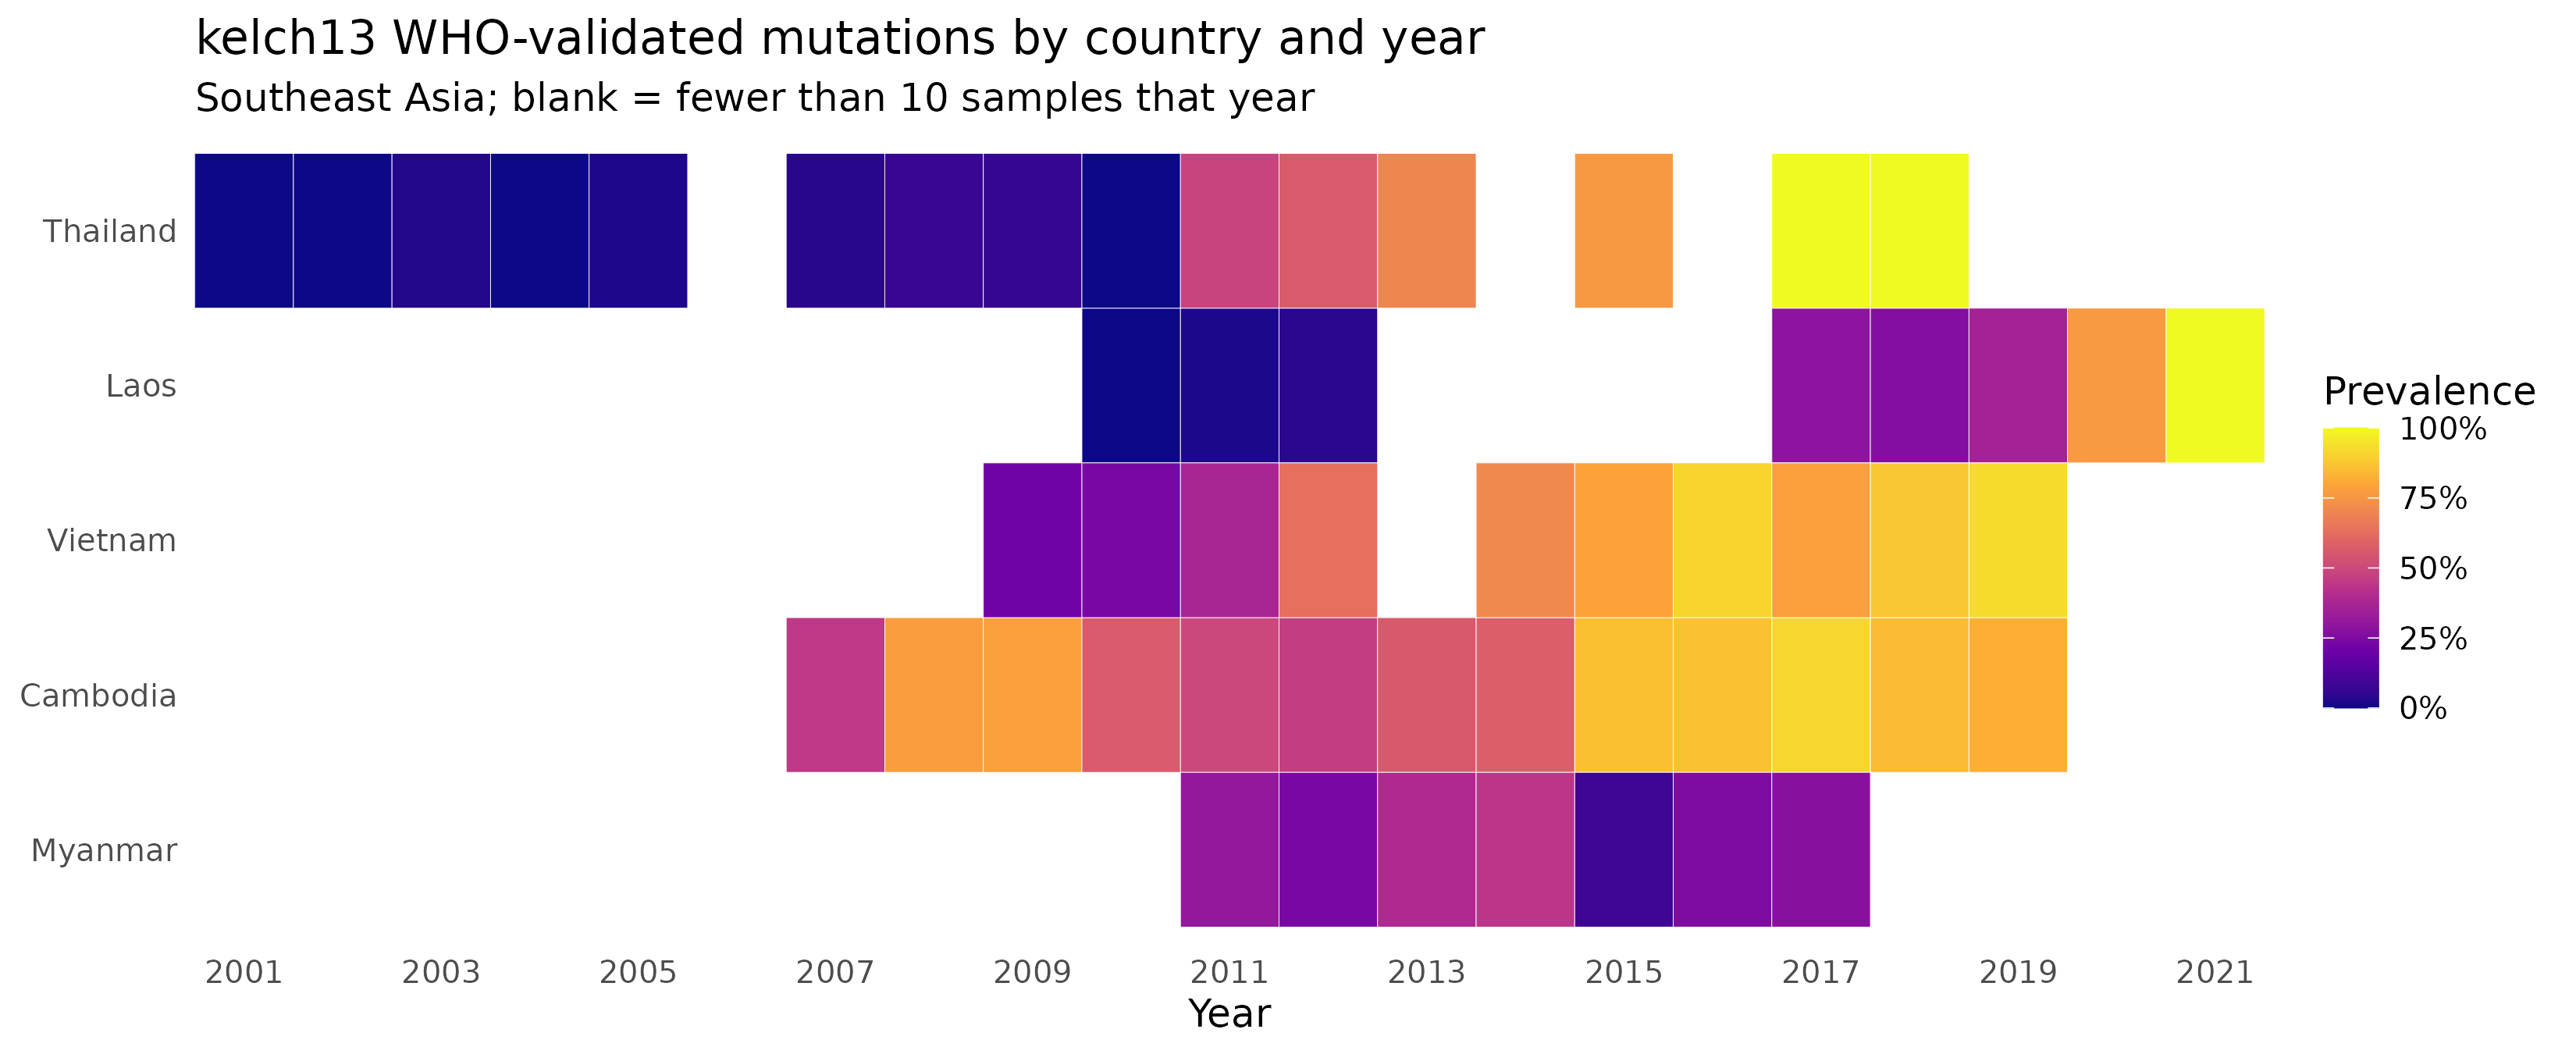 kelch13 WHO-validated mutations by country and year
Southeast Asia; blank = fewer than 10 samples that year
Thailand
Laos
Vietnam
Cambodia
Myanmar
2001 2003 2005 2007 2009 2011 2013 2015 2017 2019 2021
Year
Prevalence
100%
75%
50%
25%
0%